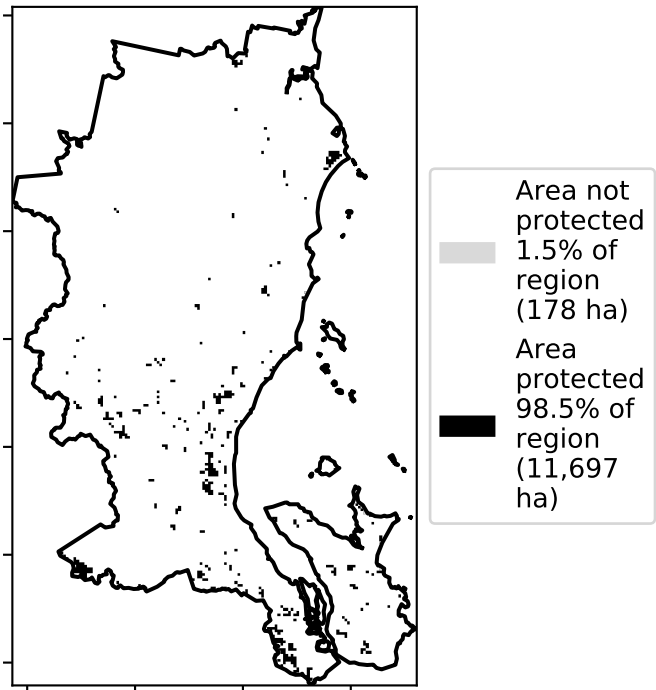 Area not
protected
1.5% of
region
(178 ha)
Area
protected
98.5% of
region
(11,697
ha)